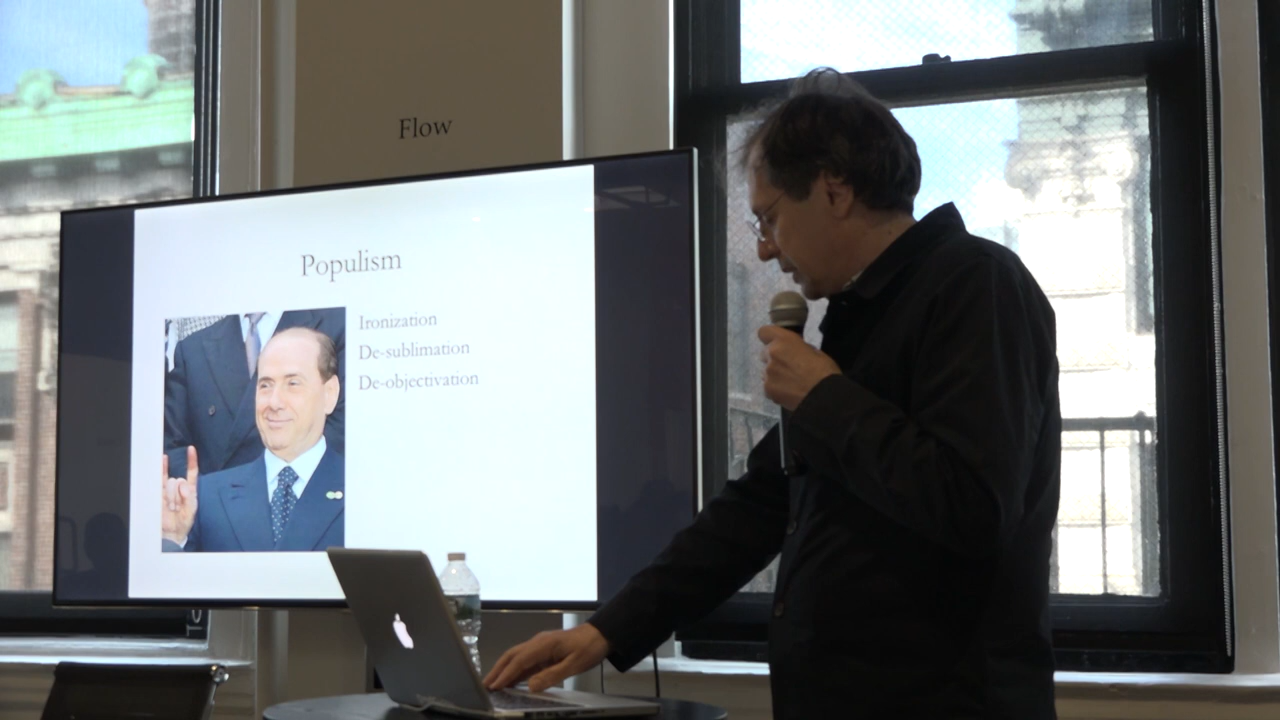 Flow
Populism
Ironization
De-sublimation
De-objectivation